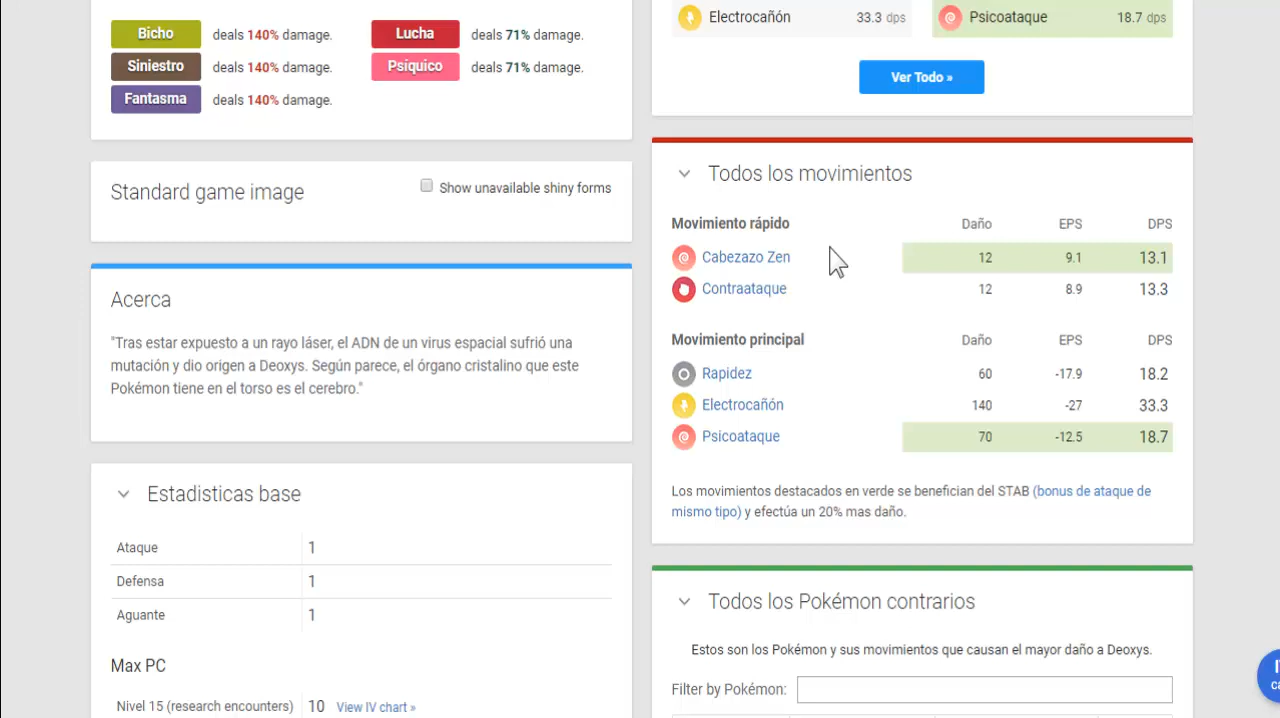 Bicho deals 140% damage. Lucha deals 71% damage.
Siniestro deals 140% damage. Psiquico deals 71% damage.
Fantasma deals 140% damage.
Standard game image Show unavailable shiny forms
Acerca
"Tras estar expuesto a un rayo láser, el ADN de un virus espacial sufrió una
mutación y dio origen a Deoxys. Según parece, el órgano cristalino que este
Pokémon tiene en el torso es el cerebro."
Estadisticas base
Ataque 1
Defensa 1
Aguante 1
Max PC
Nivel 15 (research encounters) 10 View IV chart »
Electrocañón 33.3 dps Psicoataque 18.7 dps
Ver Todo »
Todos los movimientos
Movimiento rápido Daño EPS DPS
Cabezazo Zen 12 9.1 13.1
Contraataque 12 8.9 13.3
Movimiento principal Daño EPS DPS
Rapidez 60 -17.9 18.2
Electrocañón 140 -27 33.3
Psicoataque 70 -12.5 18.7
Los movimientos destacados en verde se benefician del STAB (bonus de ataque de
mismo tipo) y efectúa un 20% mas daño.
Todos los Pokémon contrarios
Estos son los Pokémon y sus movimientos que causan el mayor daño a Deoxys.
Filter by Pokémon: